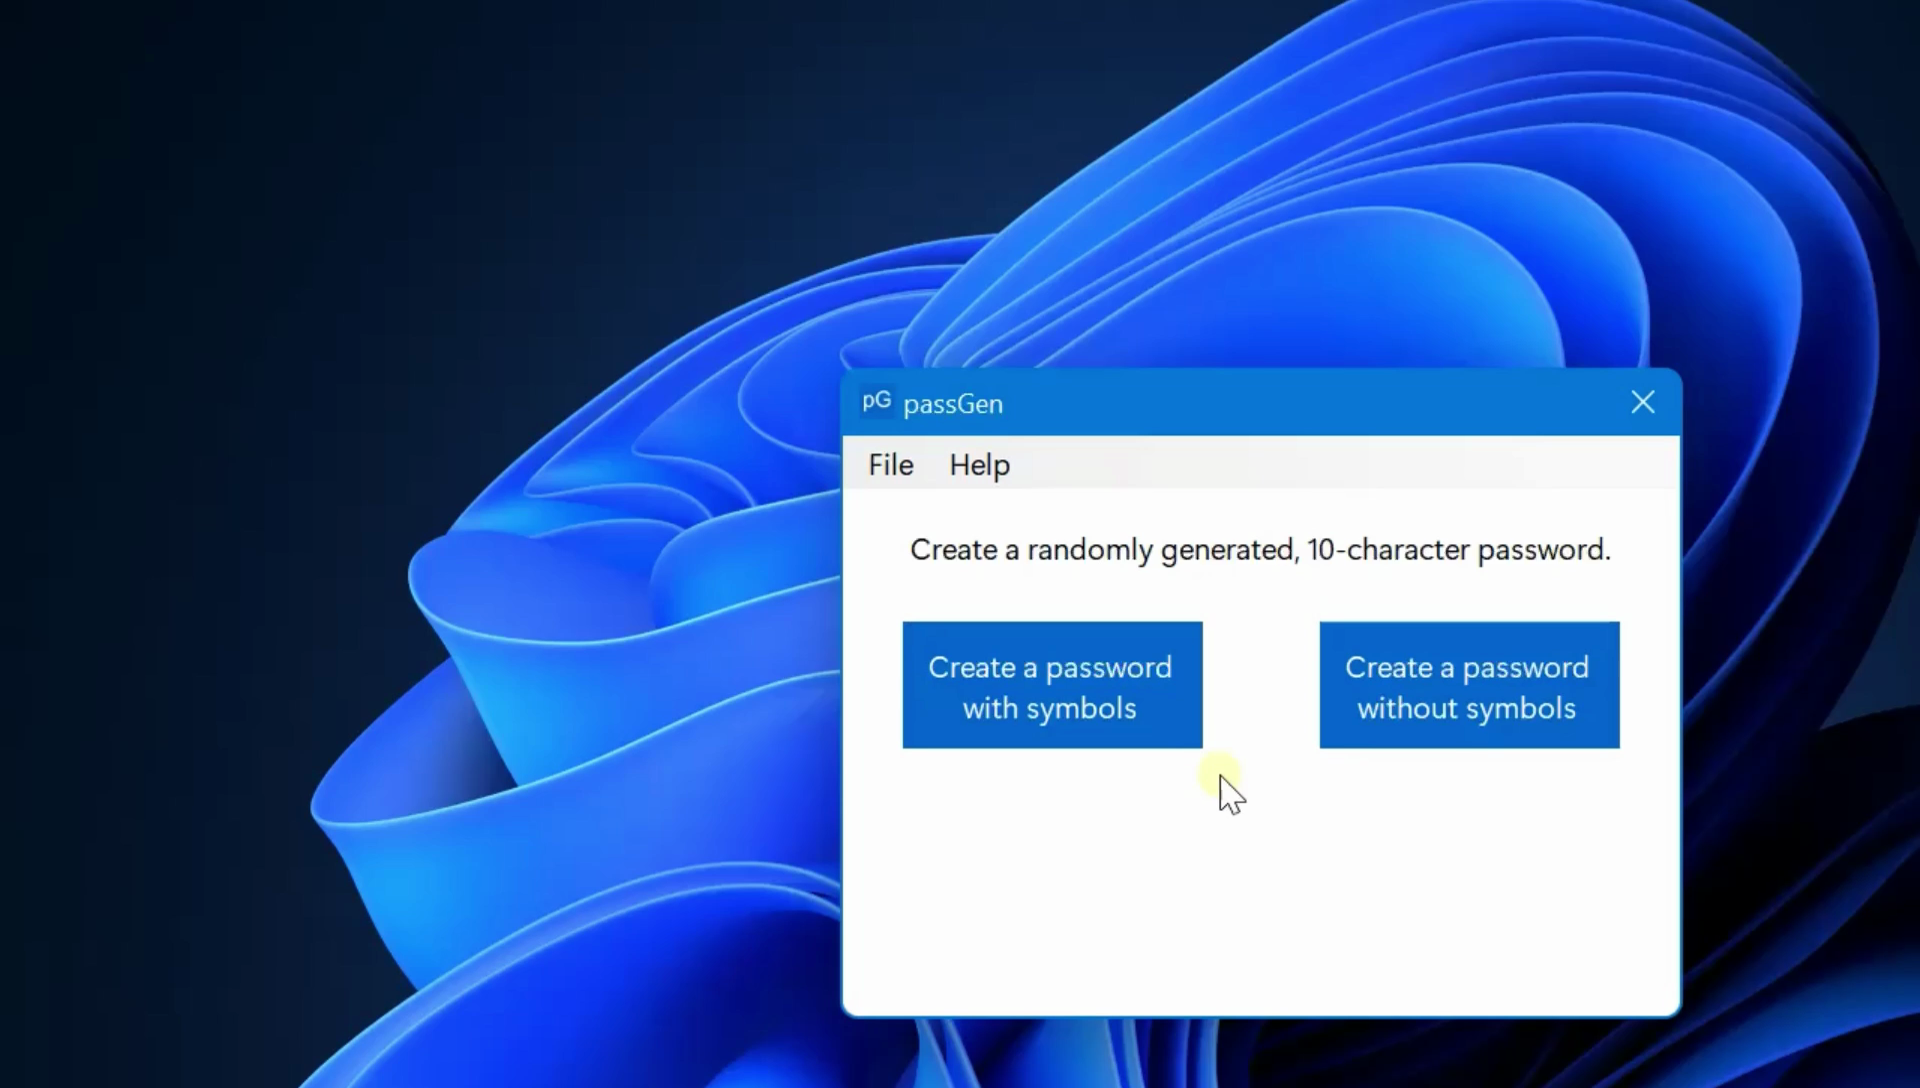 pG passGen
File Help
Create a randomly generated, 10-character password.
Create a password
with symbols
Create a password
without symbols